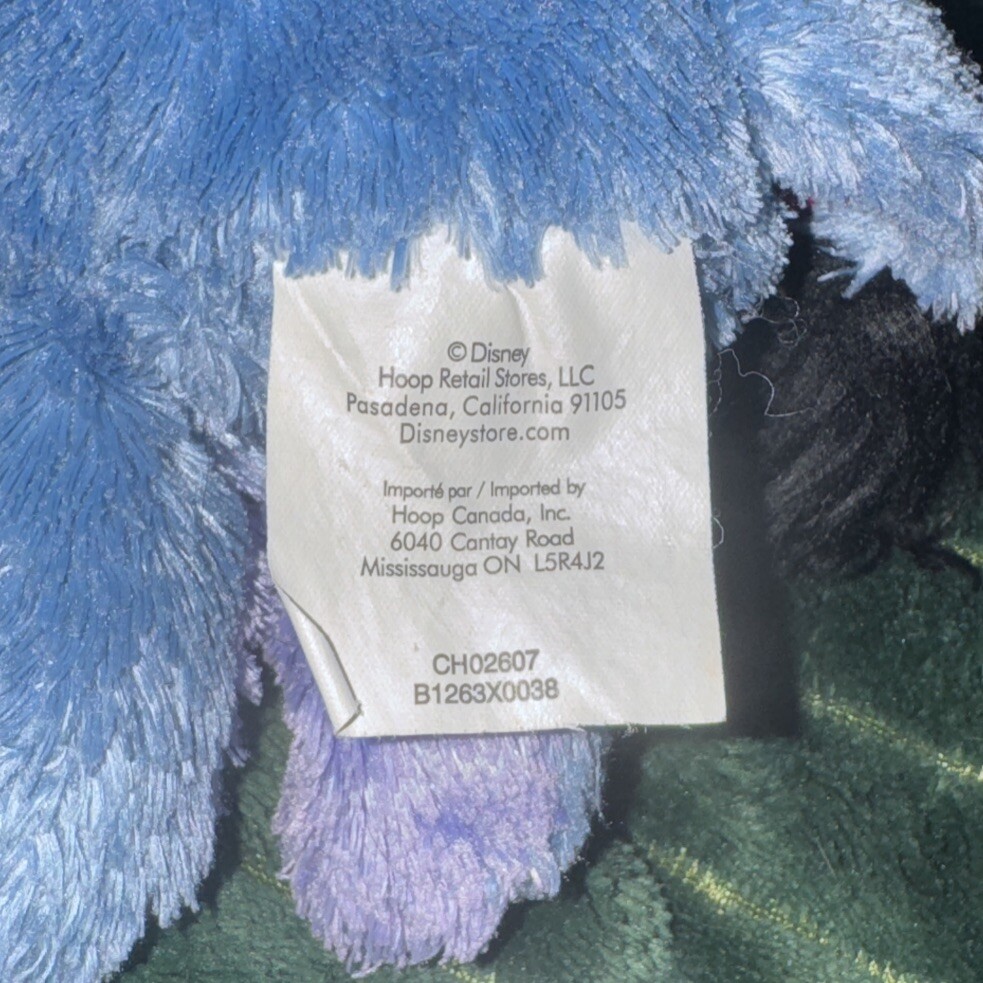 © Disney
Hoop Retail Stores, LLC
Pasadena, California 91105
Disneystore.com
Importé par / Imported by
Hoop Canada, Inc.
6040 Cantay Road
Mississauga ON L5R4J2
CH02607
B1263X0038